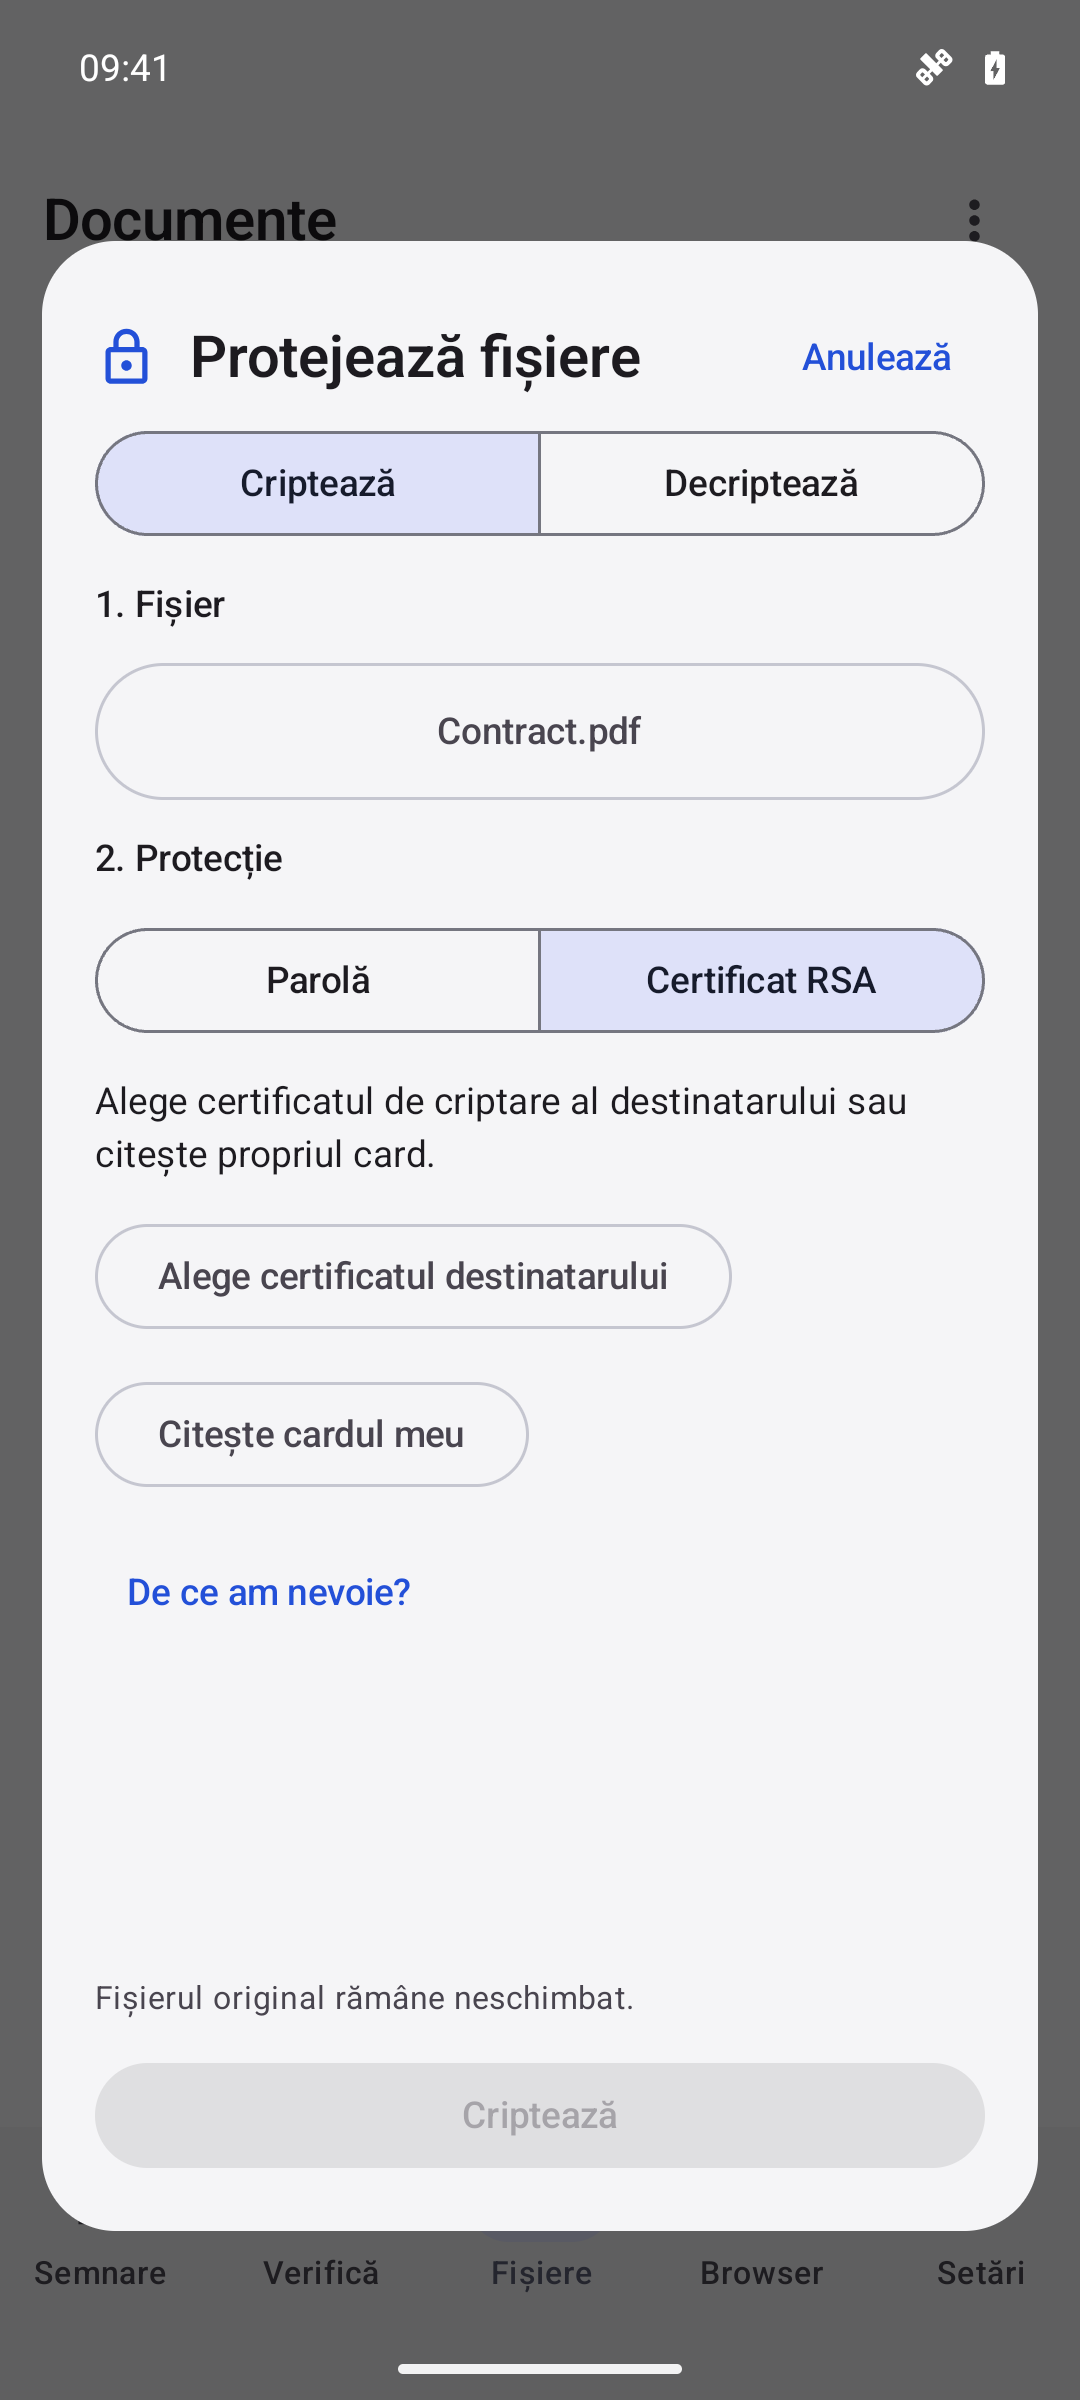 09:41
Documente
Protejează fișiere
Anulează
Criptează
Decriptează
1. Fișier
Contract.pdf
2. Protecție
Parolă
Certificat RSA
Alege certificatul de criptare al destinatarului sau
citește propriul card.
Alege certificatul destinatarului
Citește cardul meu
De ce am nevoie?
Fișierul original rămâne neschimbat.
Criptează
Semnare
Verifică
Fișiere
Browser
Setări